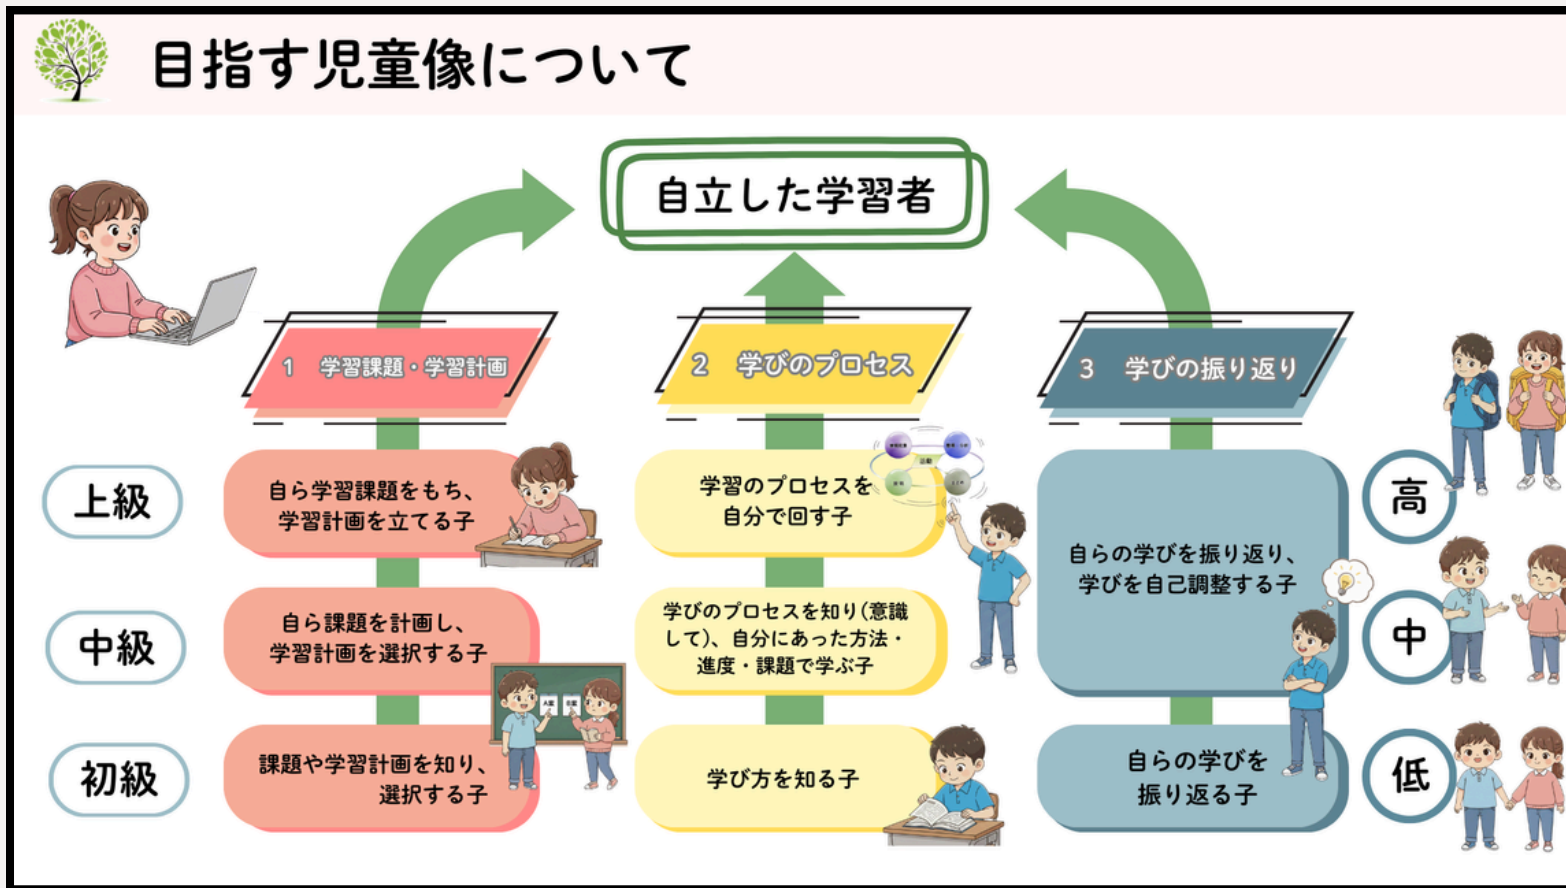 目指す児童像について
自立した学習者
1 学習課題・学習計画
2 学びのプロセス
3 学びの振り返り
上級
自ら学習課題をもち、
学習計画を立てる子
学習のプロセスを
自分で回す子
活動
自らの学びを振り返り、
学びを自己調整する子
高
中級
自ら課題を計画し、
学習計画を選択する子
学びのプロセスを知り(意識
して)、自分にあった方法・
進度・課題で学ぶ子
中
A案
B案
初級
課題や学習計画を知り、
選択する子
学び方を知る子
自らの学びを
振り返る子
低